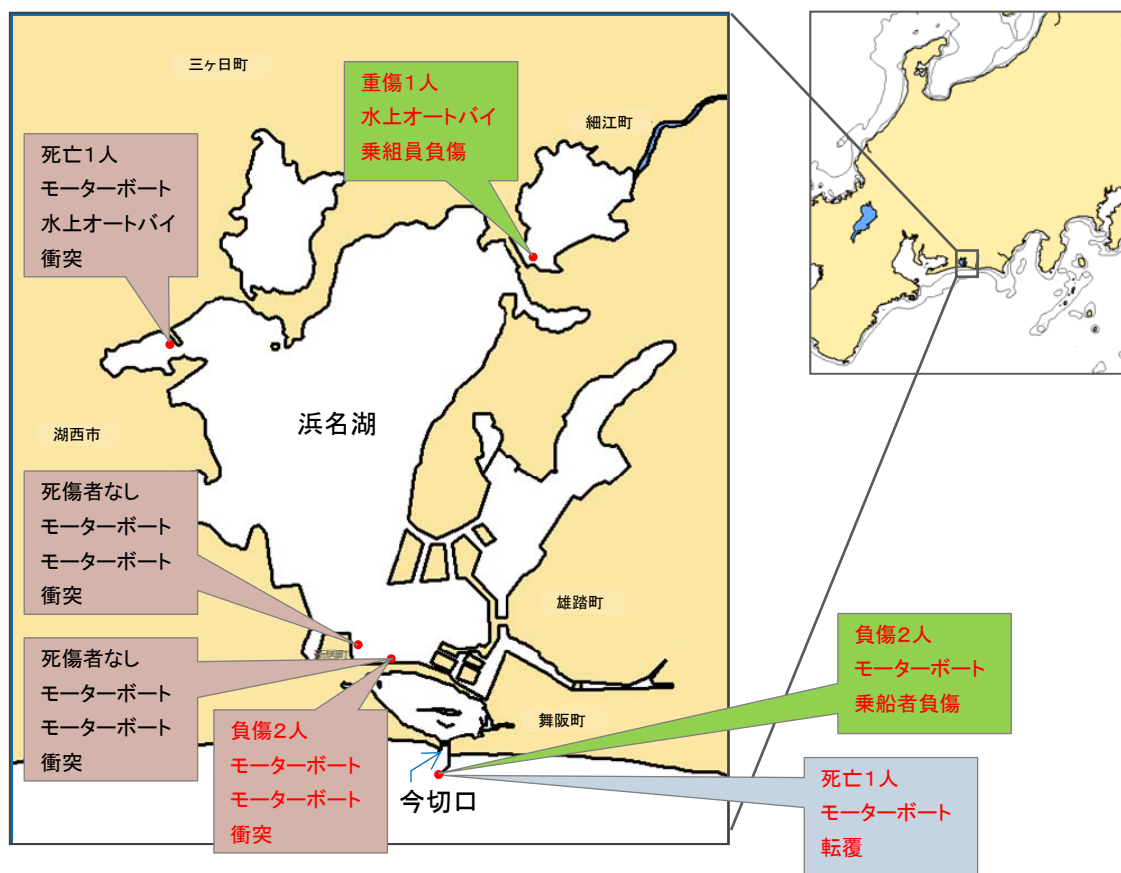 三ヶ日町
重傷1人
水上オートバイ
乗組員負傷
細江町
死亡1人
モーターボート
水上オートバイ
衝突
浜名湖
湖西市
死傷者なし
モーターボート
モーターボート
衝突
雄踏町
負傷2人
モーターボート
乗船者負傷
死傷者なし
モーターボート
モーターボート
衝突
負傷2人
モーターボート
モーターボート
衝突
舞阪町
今切口
死亡1人
モーターボート
転覆